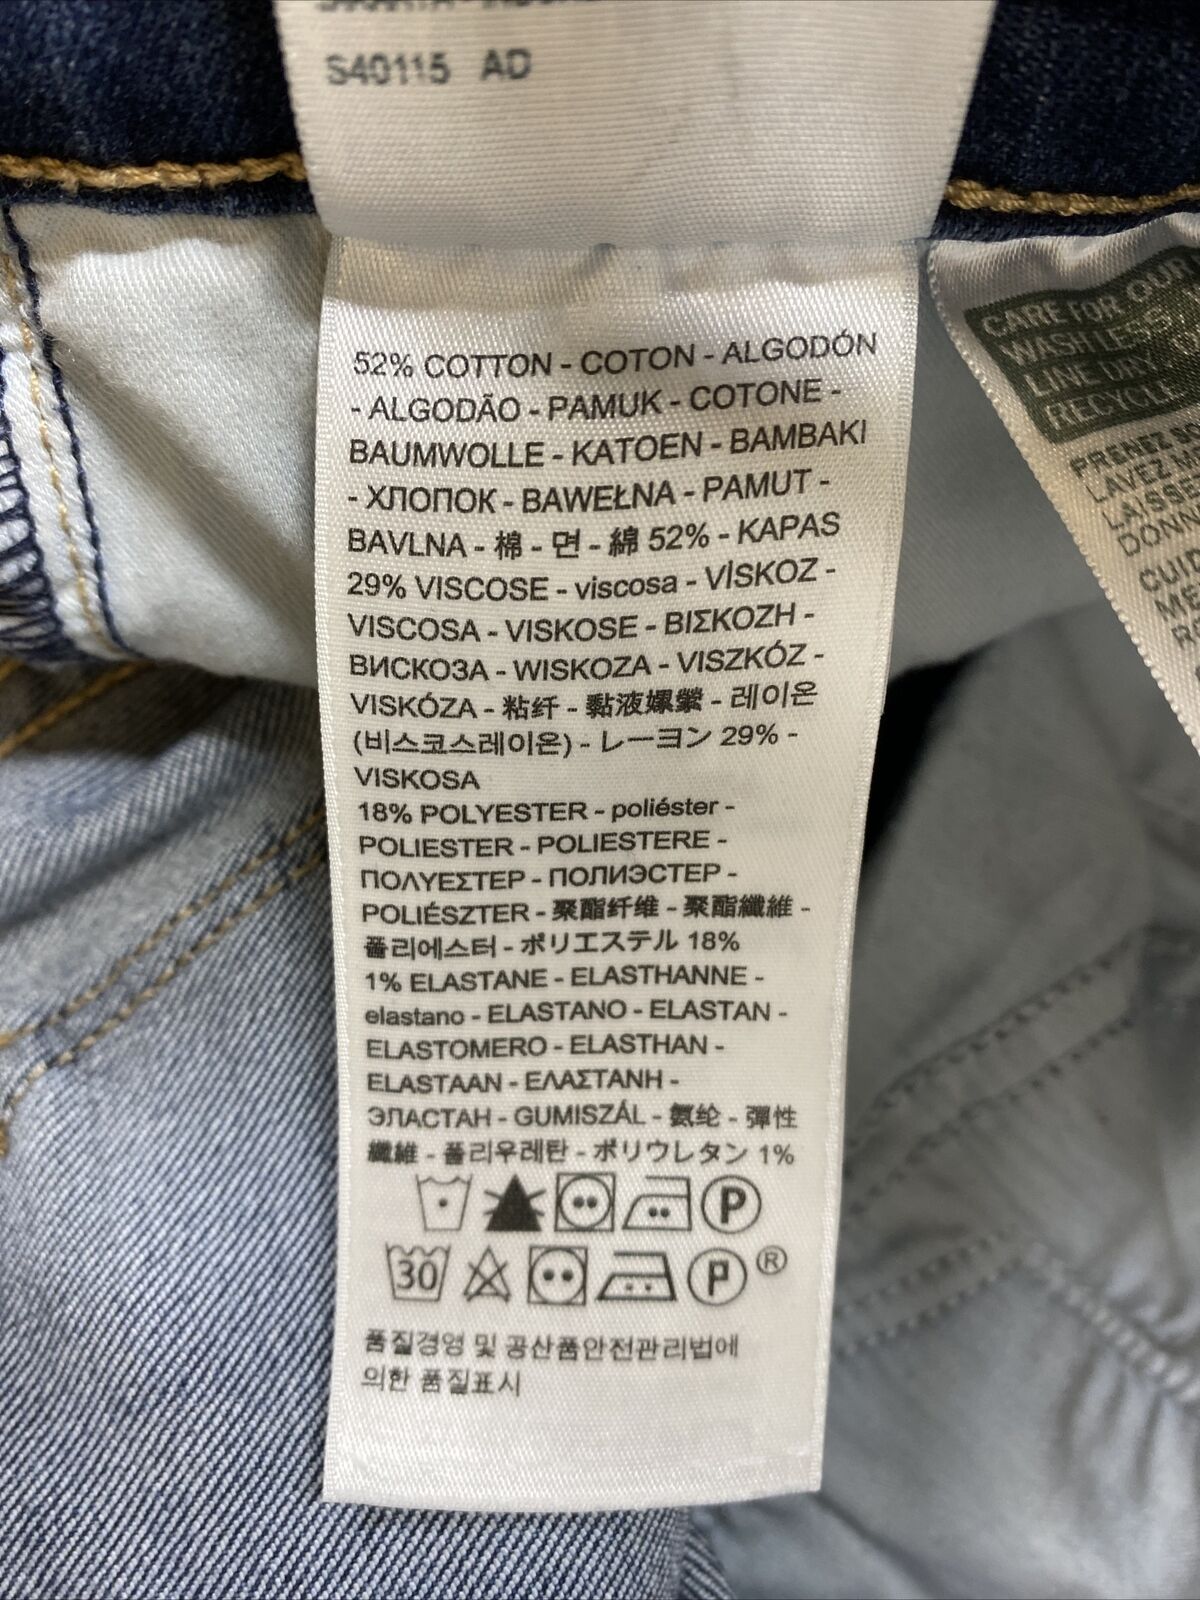 S40115 AD
52% COTTON - COTON - ALGODÓN
- ALGODÃO - PAMUK - COTONE -
BAUMWOLLE - KATOEN - BAMBAKI
- ХЛОПОК - BAWEŁNA - PAMUT -
BAVLNA - 棉 - 면 - 綿 52% - KAPAS
29% VISCOSE - viscosa - VİSKOZ -
VISCOSA - VISKOSE - ΒΙΣΚΟΖΗ -
ВИСКОЗА - WISKOZA - VISZKÓZ -
VISKÓZA - 粘纤 - 黏液嫘縈 - 레이온
(비스코스레이온) - レーヨン 29% -
VISKOSA
18% POLYESTER - poliéster -
POLIESTER - POLIESTERE -
ΠΟΛΥΕΣΤΕΡ - ПОЛИЭСТЕР -
POLIÉSZTER - 聚酯纤维 - 聚酯纖維 -
폴리에스터 - ポリエステル 18%
1% ELASTANE - ELASTHANNE -
elastano - ELASTANO - ELASTAN -
ELASTOMERO - ELASTHAN -
ELASTAAN - ΕΛΑΣΤΑΝΗ -
ЭЛАСТАН - GUMISZÁL - 氨纶 - 彈性
纖維 - 폴리우레탄 - ポリウレタン 1%
P
30 P ®
품질경영 및 공산품안전관리법에
의한 품질표시
CARE FOR OUR
WASH LESS
LINE DRY
RECYCLE
PRENEZ
LAVEZ